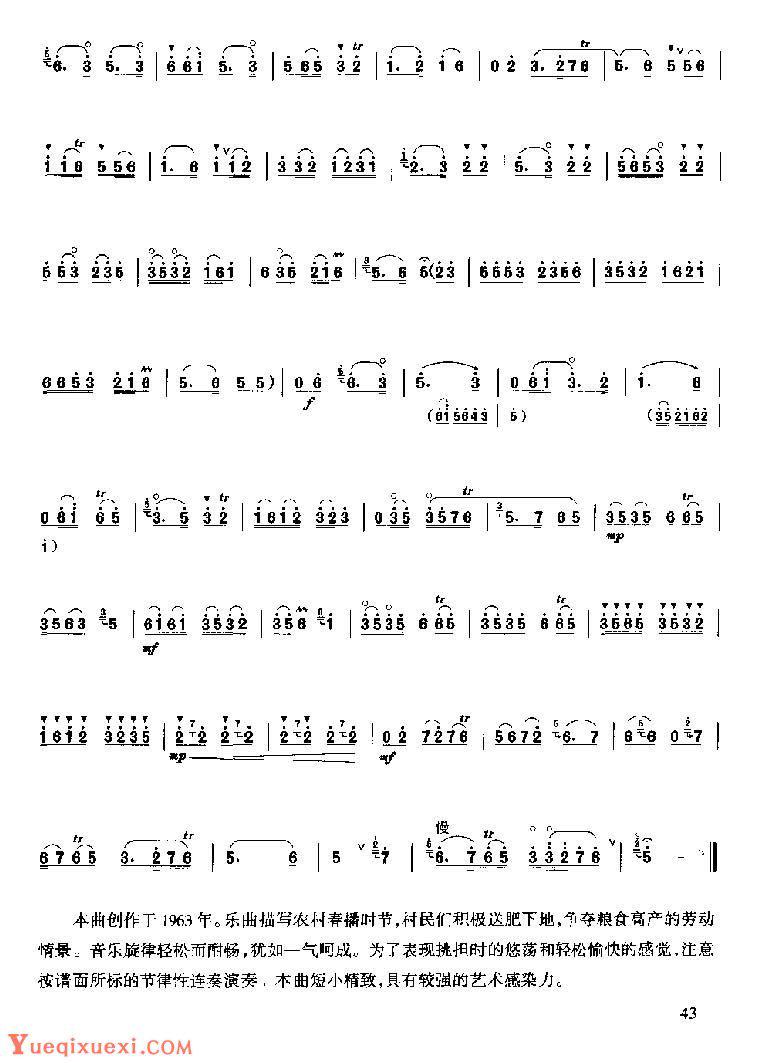 6. 3 5. 3 | 6 6 1 5. 3 | 5 6 5 3 2 | 1. 2 1 6 | 0 2 3. 2 7 6 | 5. 6 5 5 6 |
1 1 6 5 5 6 | 1. 6 1 1 2 | 3 3 2 1 2 3 1 | 2. 3 2 2 | 5. 3 2 2 | 5 6 5 3 2 2 |
5 5 3 2 3 5 | 3 5 3 2 1 6 1 | 6 3 5 2 1 6 | 5. 6 5 (2 3 | 6 5 5 3 2 3 5 6 | 3 5 3 2 1 6 2 1 |
6 6 5 3 2 1 6 | 5. 6 5 5) | 0 6 6. 3 | 5. 3 | 0 6 1 3. 2 | 1. 6 |
f (6 1 5 6 4 3 | 5) (3 5 2 1 6 2 |
0 6 1 6 5 | 3. 5 3 2 | 1 6 1 2 3 2 3 | 0 3 5 3 5 7 6 | 5. 7 6 5 | 3 5 3 5 6 6 5 |
1) mp
3 5 6 3 5 | 6 1 6 1 3 5 3 2 | 3 5 6 1 | 3 5 3 5 6 6 5 | 3 5 3 5 6 6 5 | 3 5 6 5 3 5 3 2 |
mf
1 6 1 2 3 2 3 5 | 2 2 2 2 | 2 2 2 2 | 0 2 7 2 7 6 | 5 6 7 2 6. 7 | 6 6 0 7 |
mp mf
慢
6 7 6 5 3. 2 7 6 | 5. 6 | 5 7 | 6. 7 6 5 3 3 2 7 6 | 5 - ||
本曲创作于1963年。乐曲描写农村春播时节,村民们积极送肥下地,争夺粮食高产的劳动
情景。音乐旋律轻松而酣畅,犹如一气呵成。为了表现挑担时的悠荡和轻松愉快的感觉,注意
按谱面所标的节律性连奏演奏。本曲短小精致,具有较强的艺术感染力。
43
Yueqixuexi.com